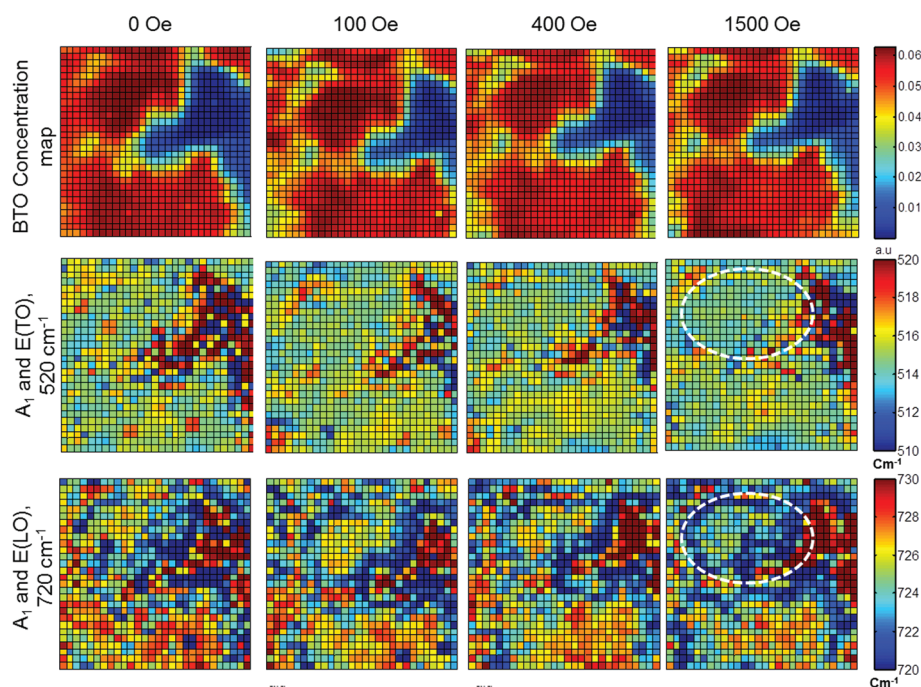 0 Oe 100 Oe 400 Oe 1500 Oe
BTO Concentration
map
0.06
0.05
0.04
0.03
0.02
0.01
a.u
A₁ and E(TO),
520 cm⁻¹
520
518
516
514
512
510
Cm⁻¹
A₁ and E(LO),
720 cm⁻¹
730
728
726
724
722
720
Cm⁻¹